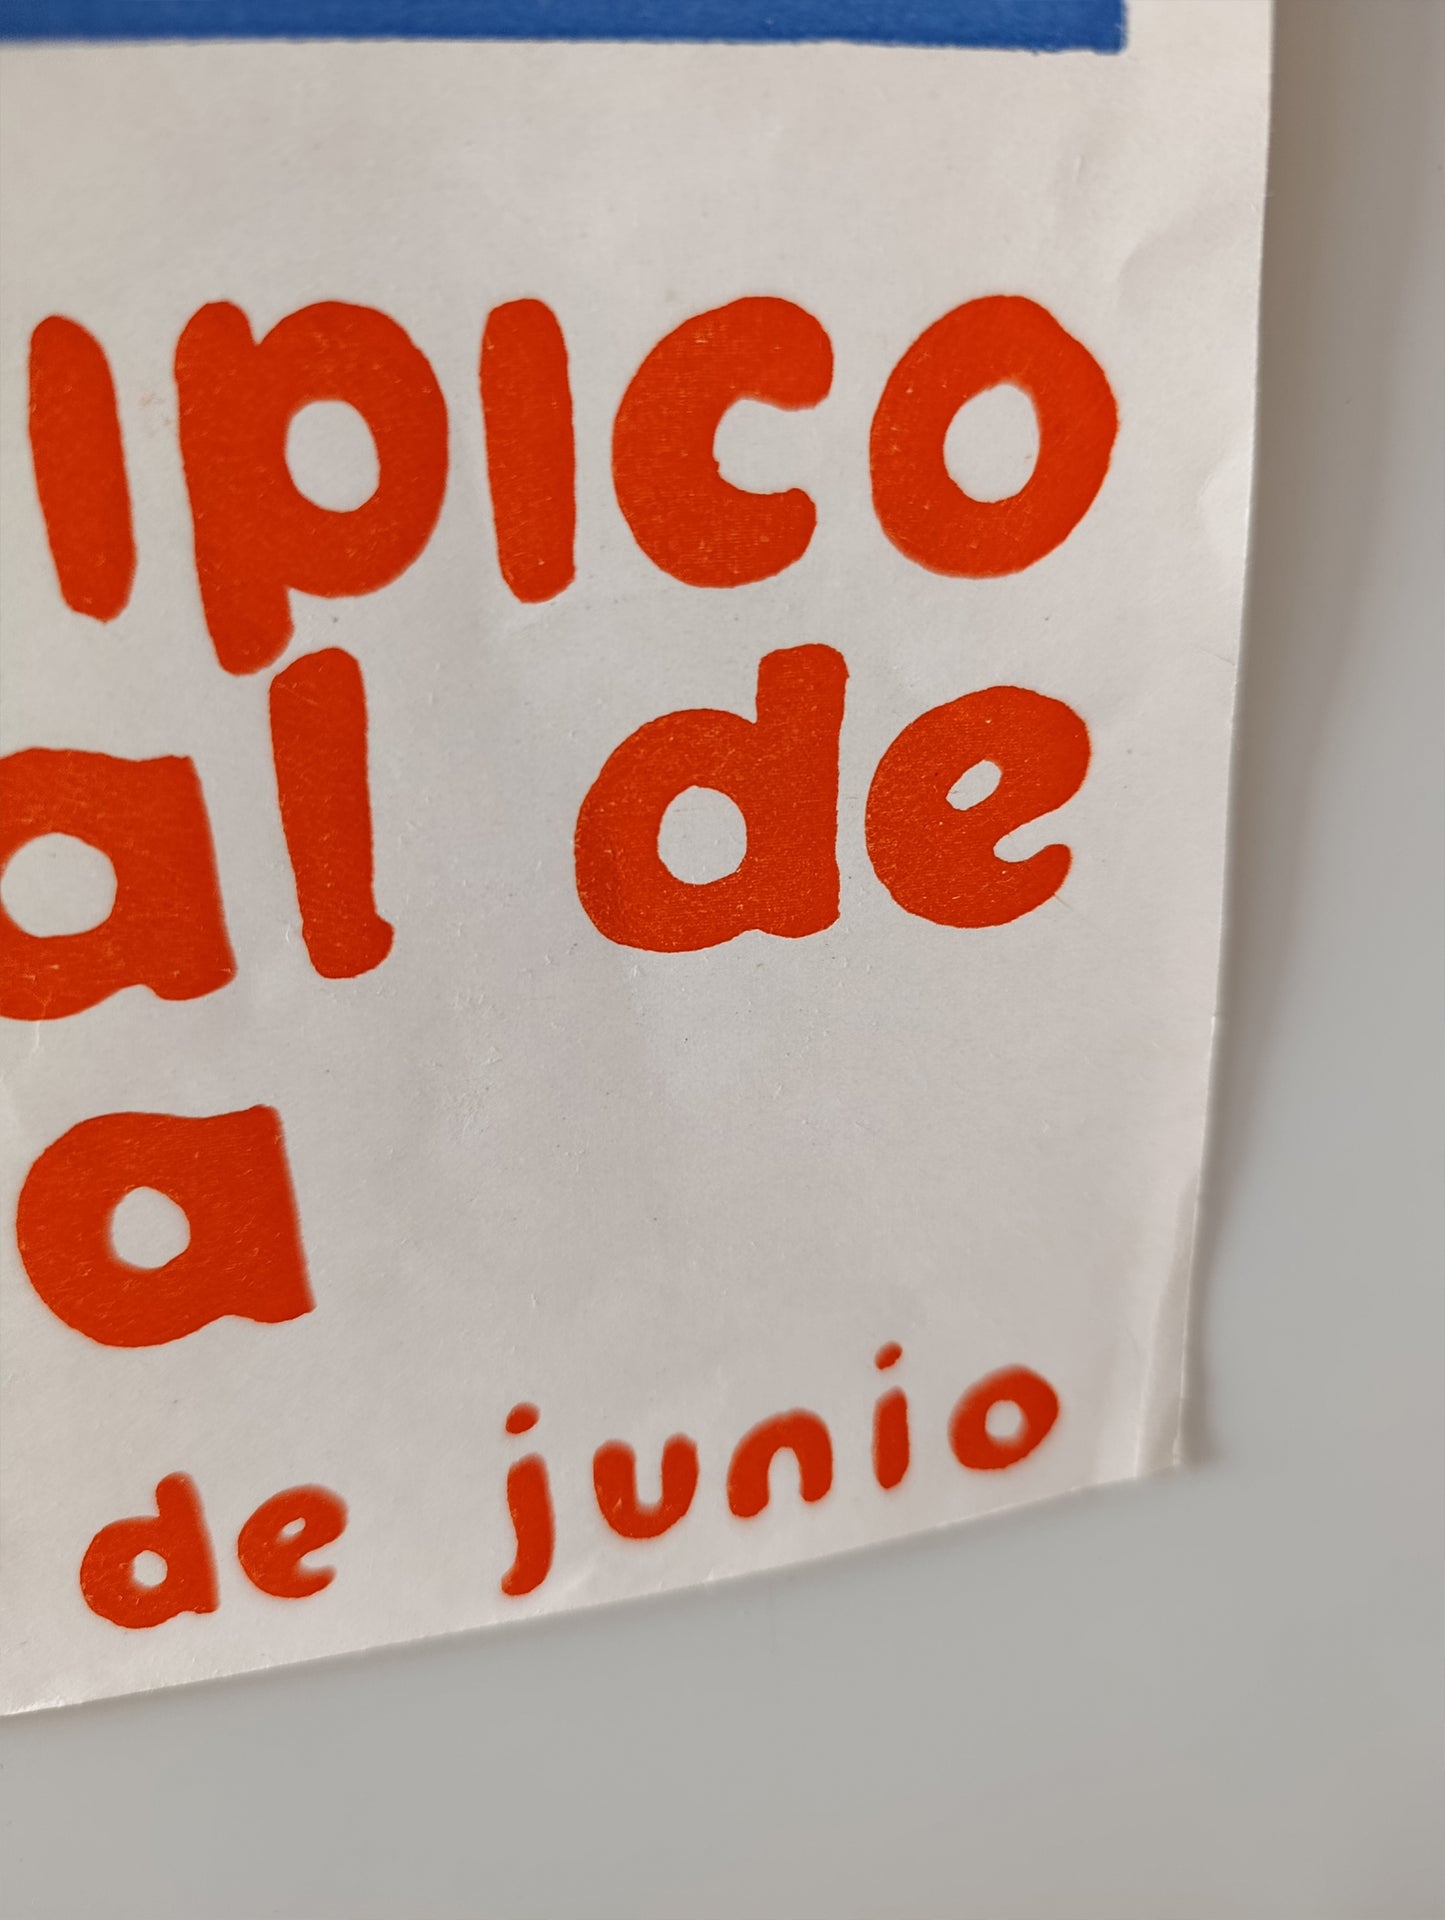 ipico
al de
a
de junio